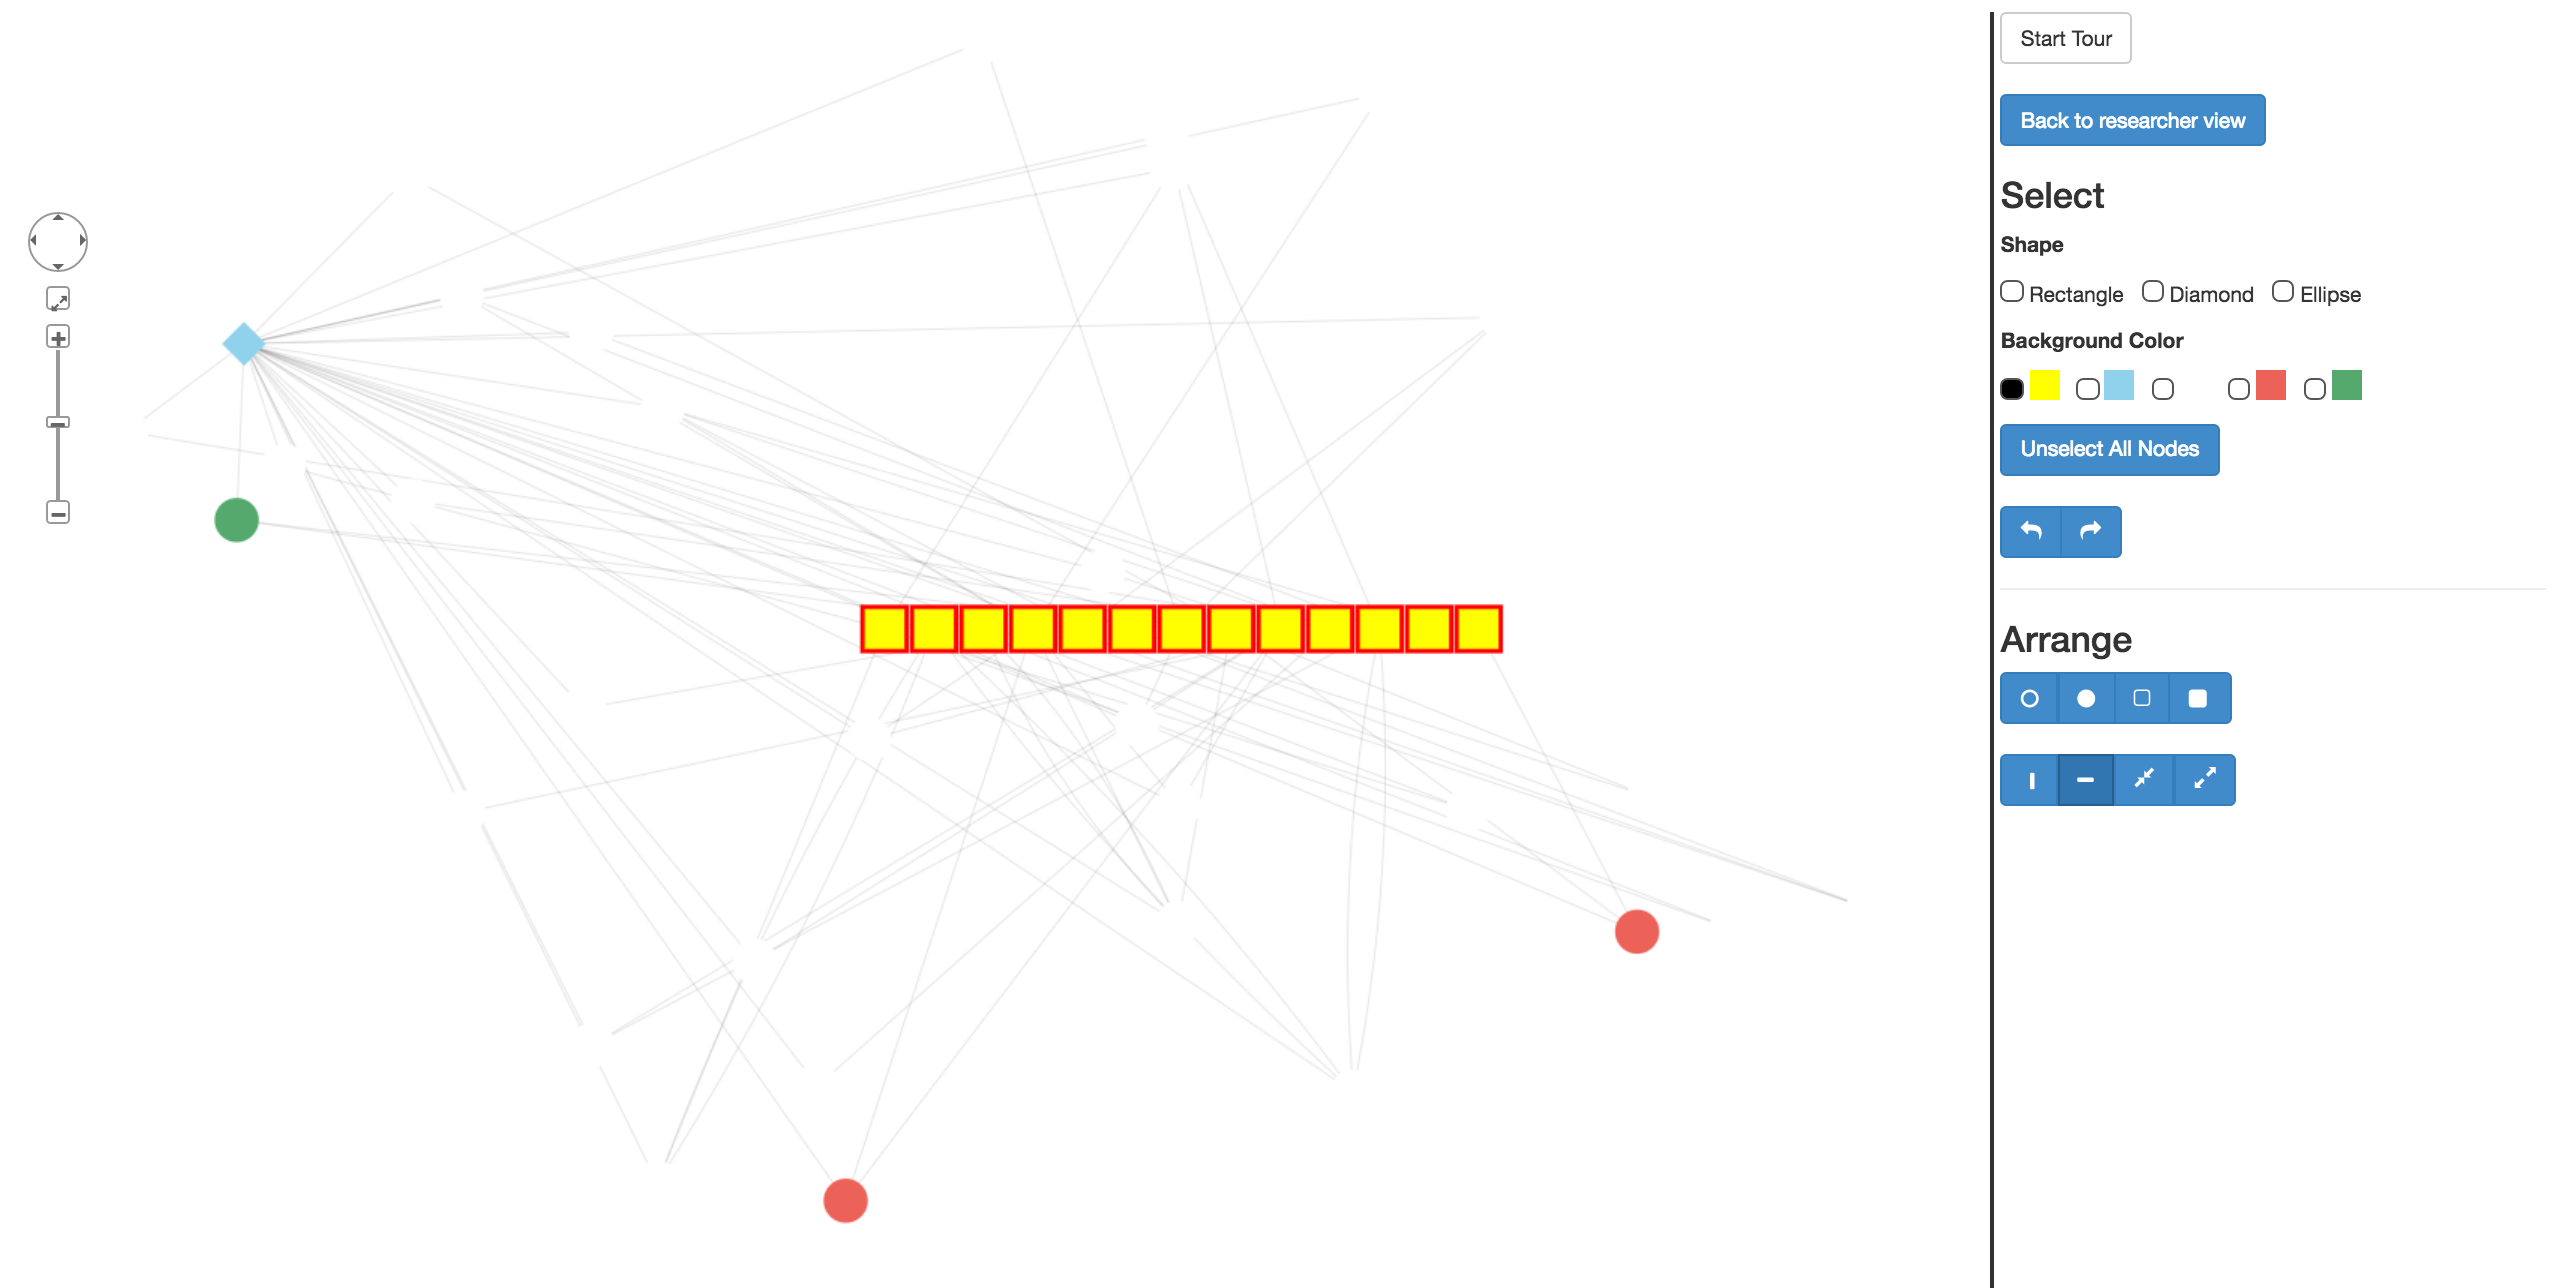 Start Tour
Back to researcher view
Select
Shape
Rectangle Diamond Ellipse
Background Color
Unselect All Nodes
Arrange